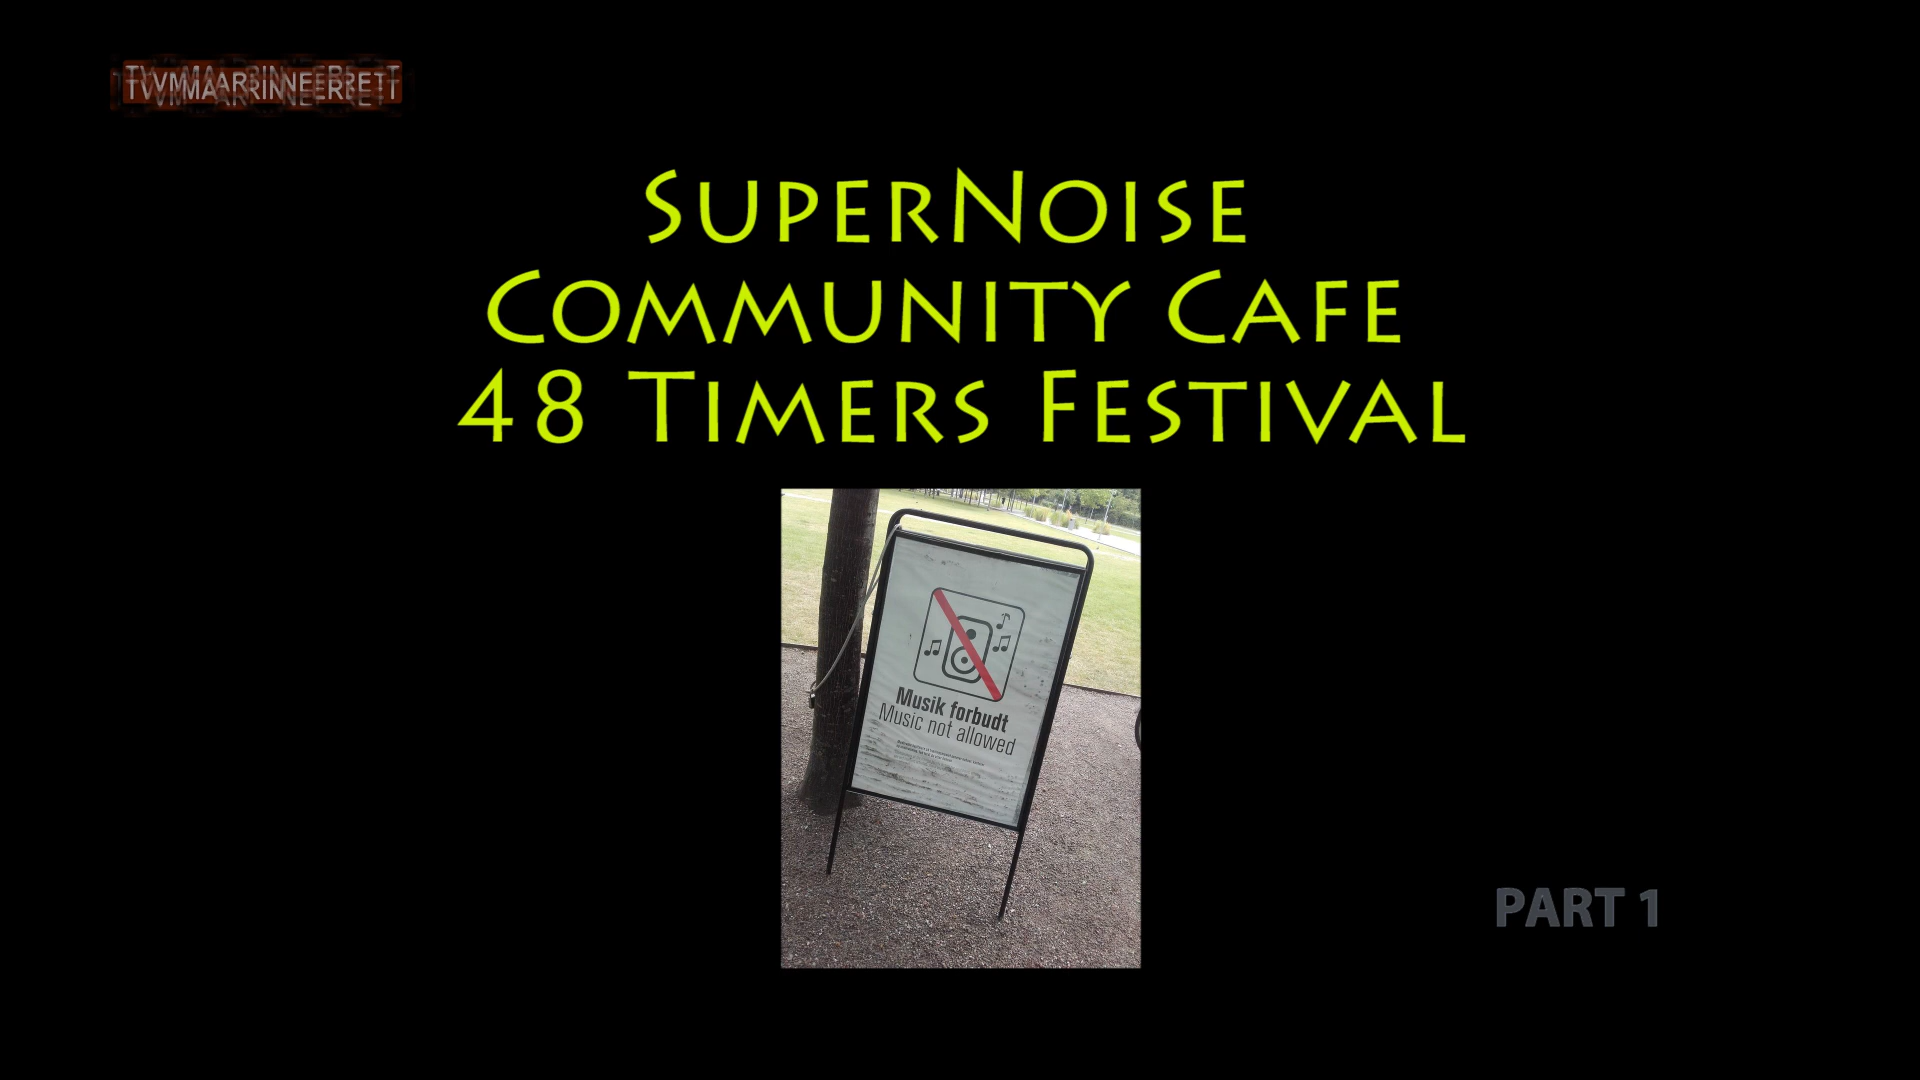 SuperNoise
Community Cafe
48 Timers Festival
Musik forbudt
Music not allowed
PART 1